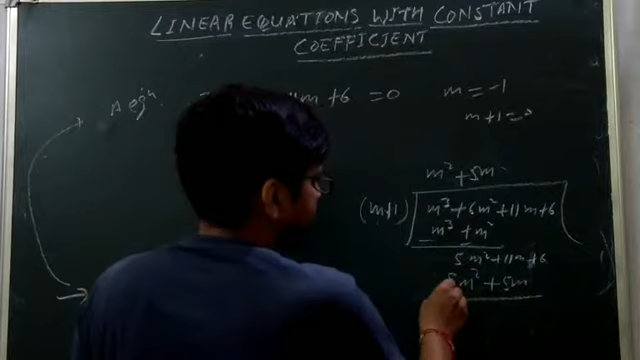 LINEAR EQUATIONS WITH CONSTANT
COEFFICIENT
A eqⁿ. m + 6 = 0
m = -1
m+1=0
m² + 5m
(m+1) m³ + 6m² + 11m + 6
m³ + m²
5m² + 11m + 6
5m² + 5m